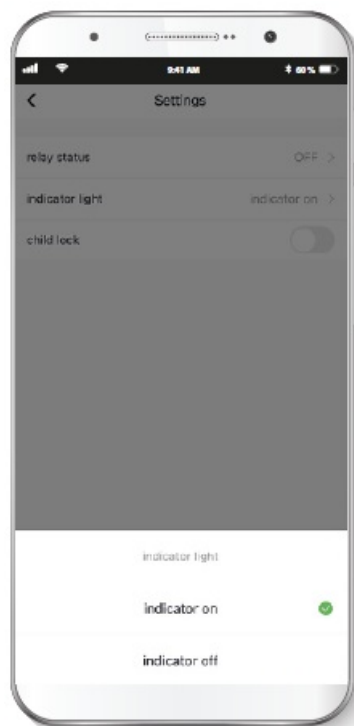 9:41 AM 60%
Settings
relay status OFF >
indicator light indicator on >
child lock
indicator light
indicator on
indicator off